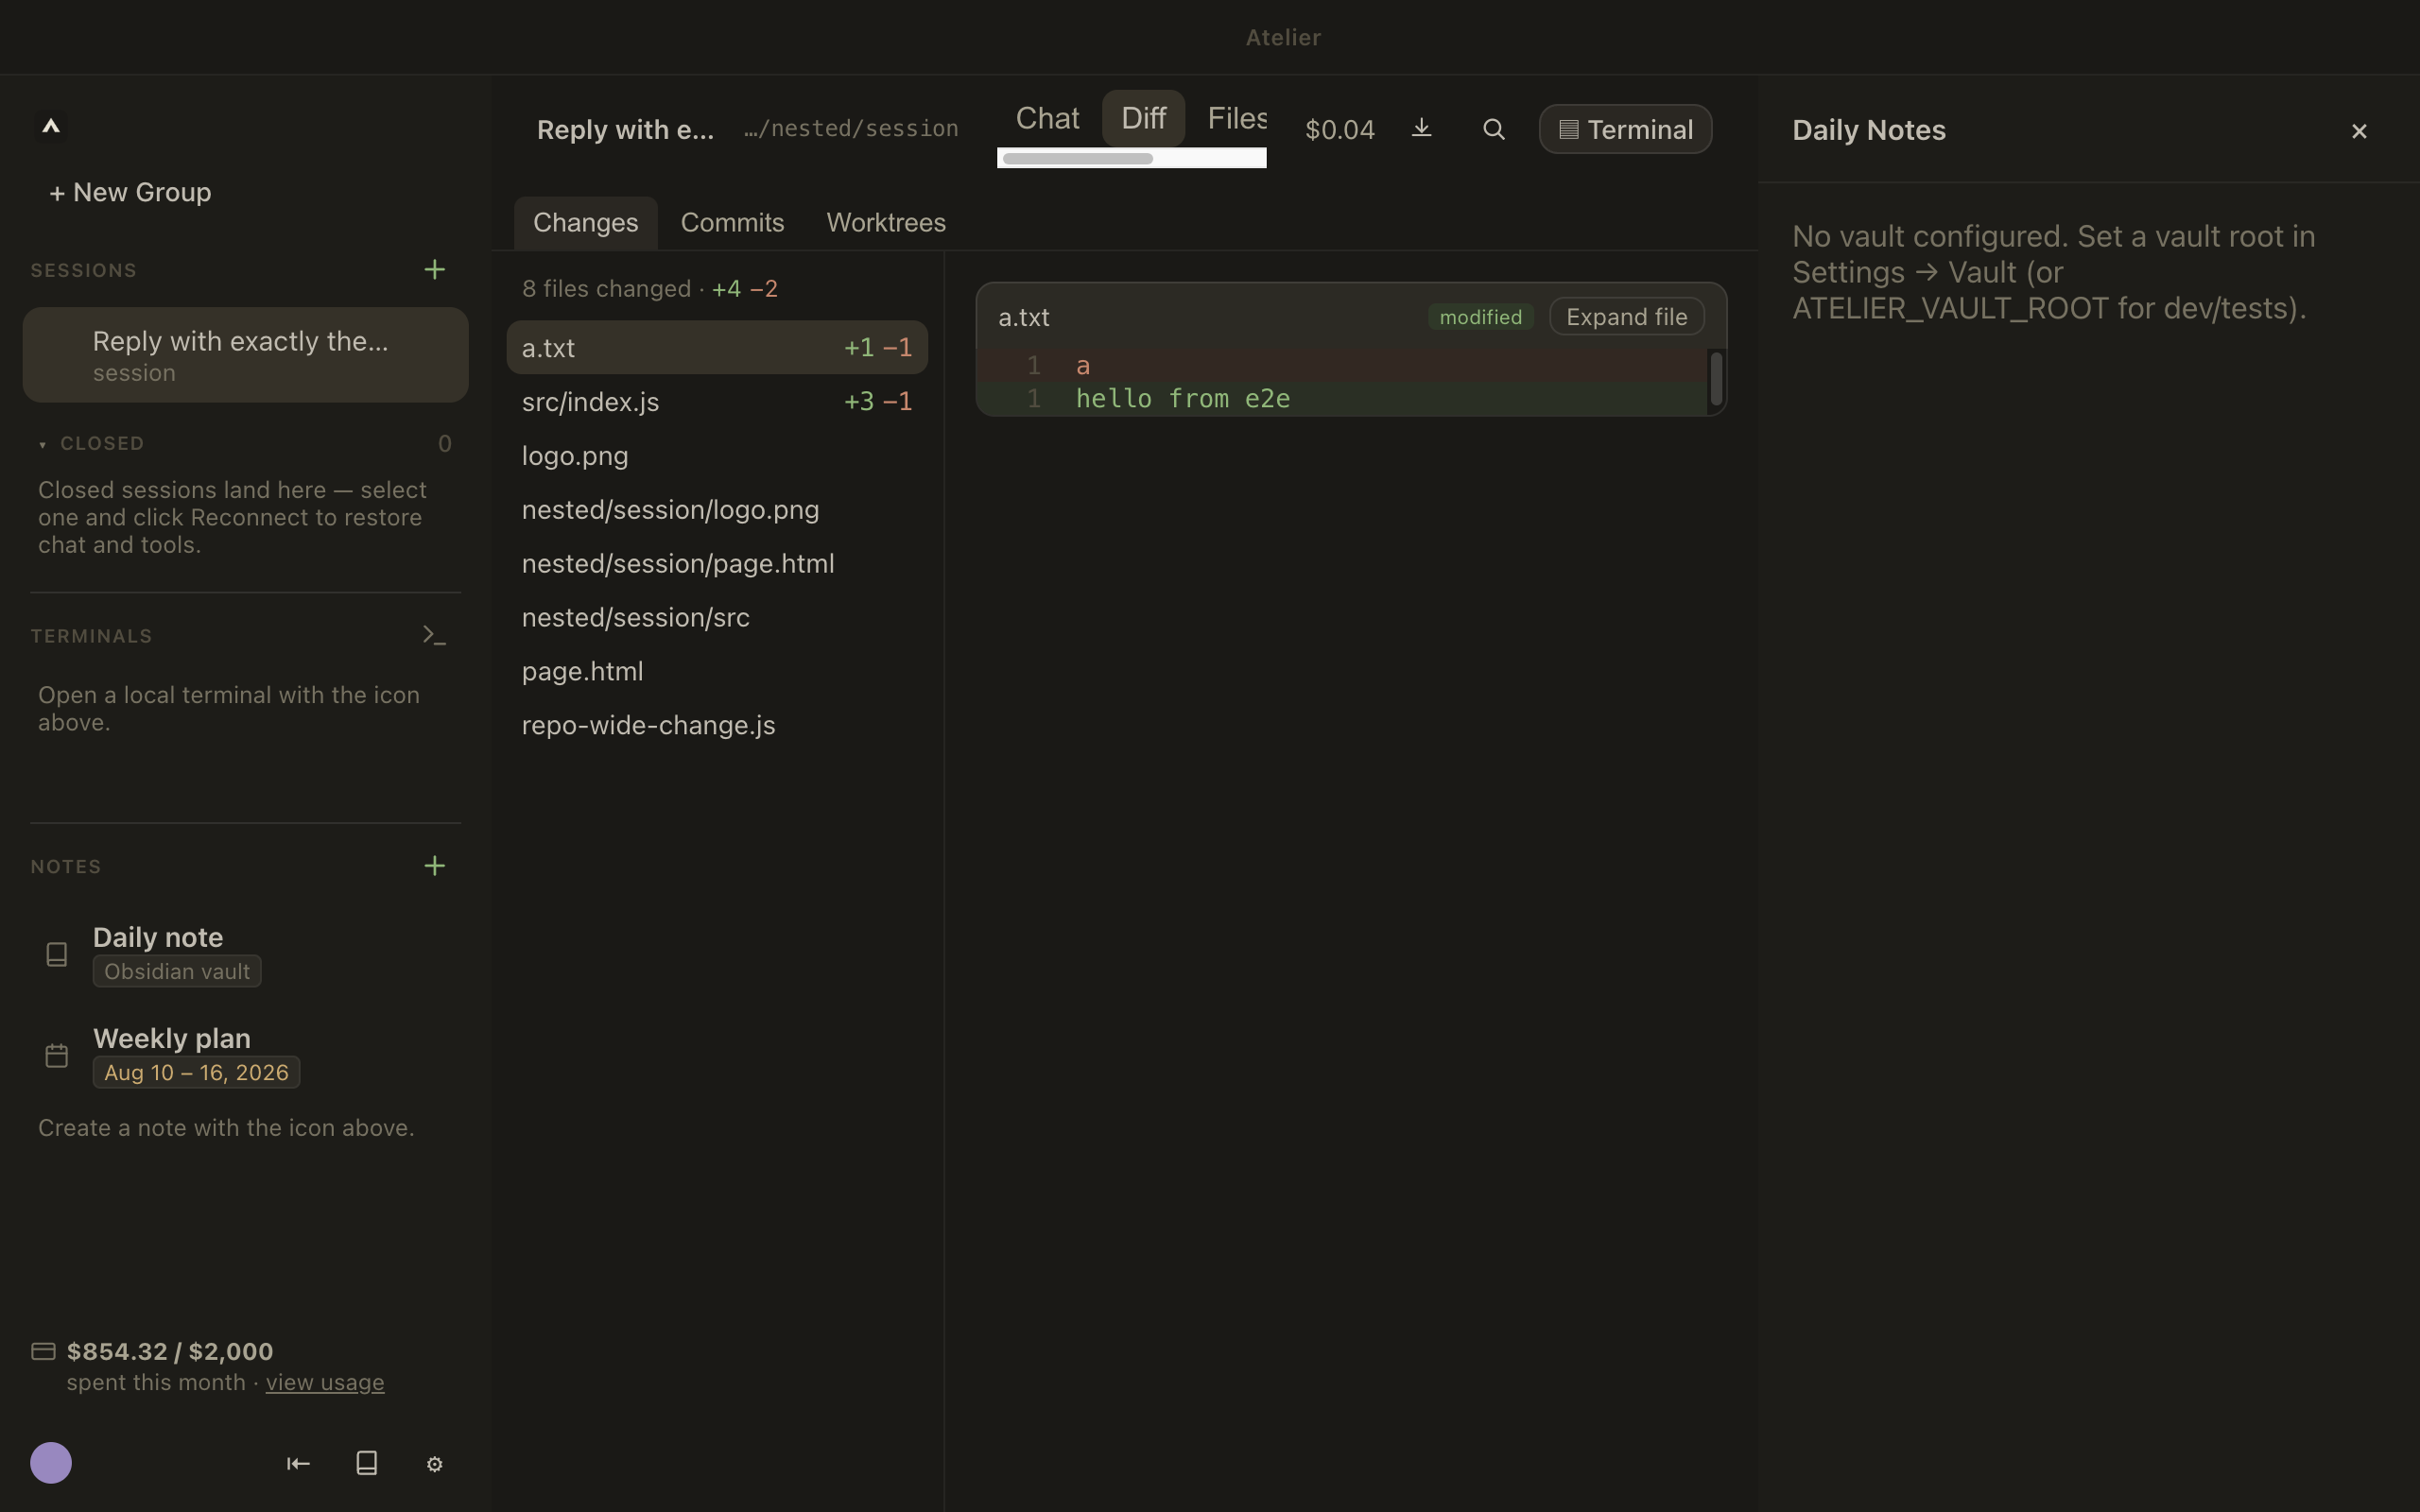 Atelier
+ New Group
SESSIONS
Reply with exactly the...
session
CLOSED 0
Closed sessions land here — select
one and click Reconnect to restore
chat and tools.
TERMINALS
Open a local terminal with the icon
above.
NOTES
Daily note
Obsidian vault
Weekly plan
Aug 10 – 16, 2026
Create a note with the icon above.
$854.32 / $2,000
spent this month · view usage
Reply with e... …/nested/session Chat Diff Files $0.04 Terminal
Changes Commits Worktrees
8 files changed · +4 −2
a.txt +1 −1
src/index.js +3 −1
logo.png
nested/session/logo.png
nested/session/page.html
nested/session/src
page.html
repo-wide-change.js
a.txt modified Expand file
1 a
1 hello from e2e
Daily Notes
No vault configured. Set a vault root in
Settings → Vault (or
ATELIER_VAULT_ROOT for dev/tests).